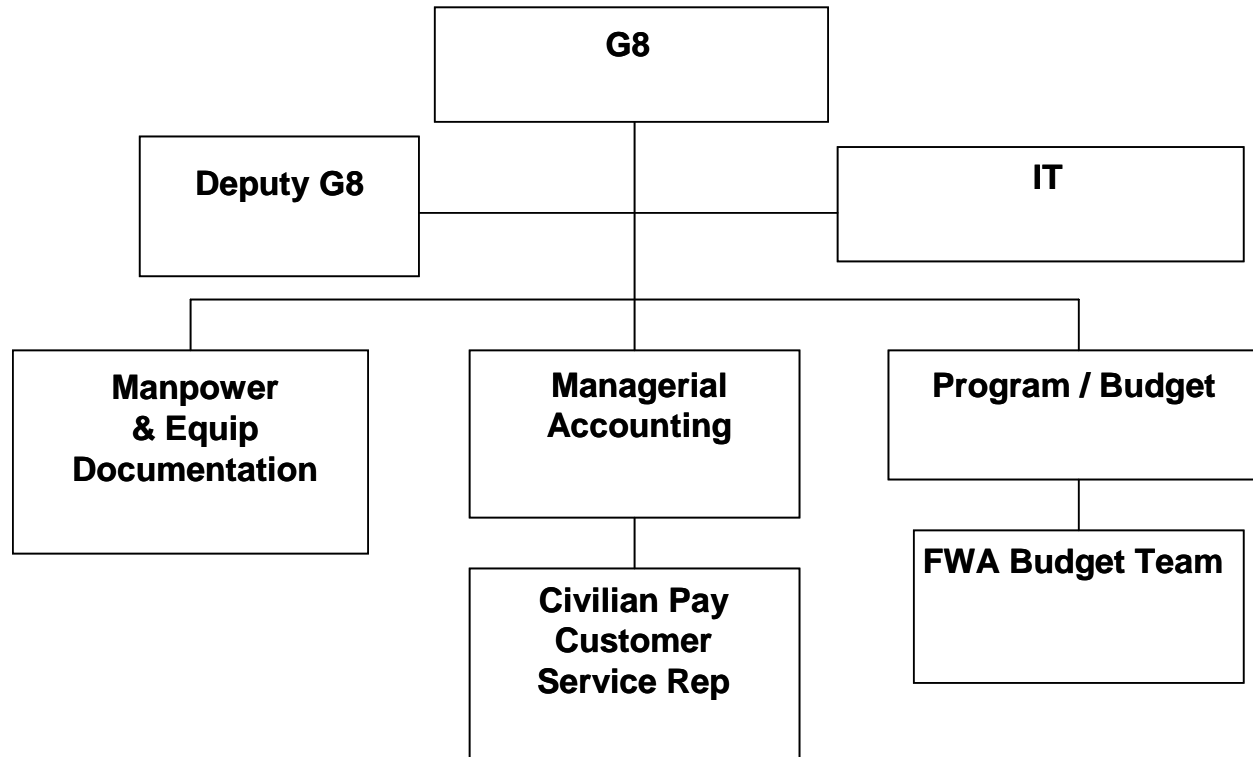 G8
Deputy G8
IT
Manpower
& Equip
Documentation
Managerial
Accounting
Program / Budget
FWA Budget Team
Civilian Pay
Customer
Service Rep